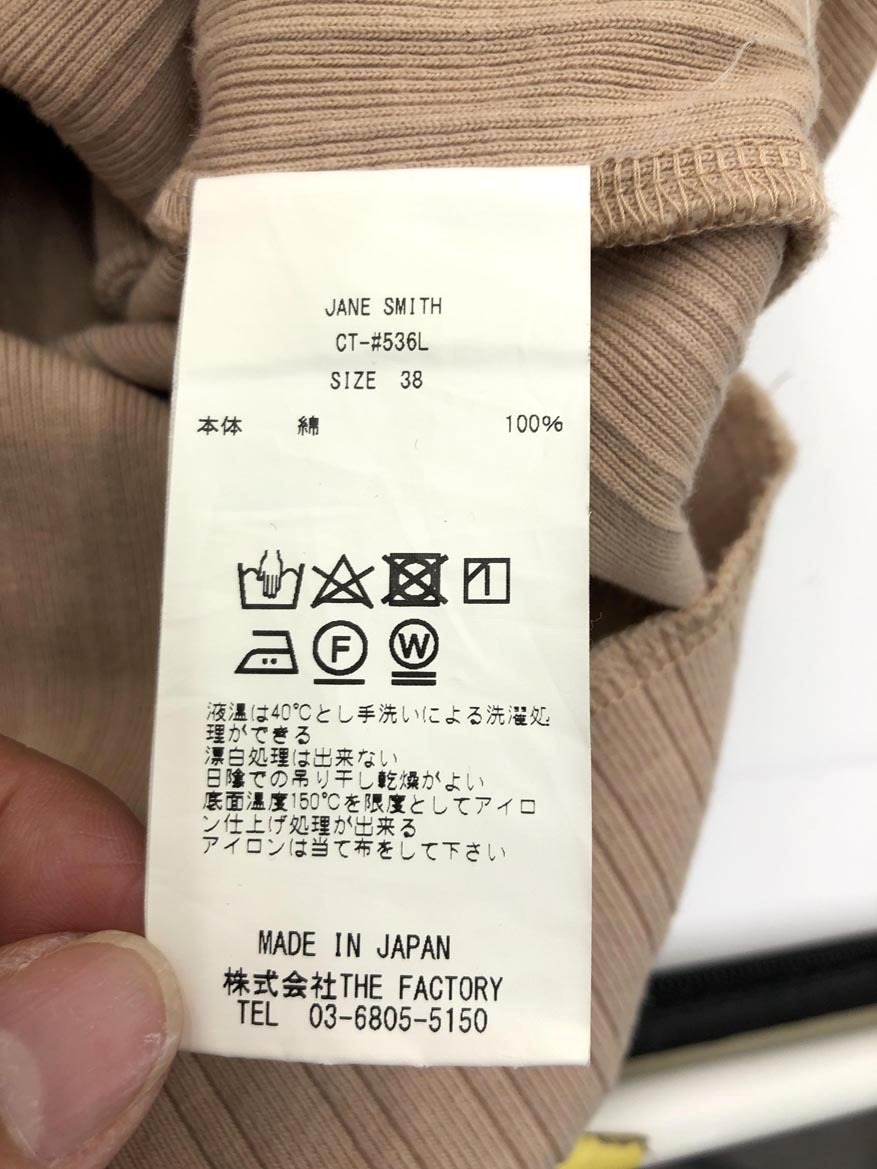 JANE SMITH
CT-#536L
SIZE 38
本体 綿 100%
F W
液温は40℃とし手洗いによる洗濯処
理ができる
漂白処理は出来ない
日陰での吊り干し乾燥がよい
底面温度150℃を限度としてアイロ
ン仕上げ処理が出来る
アイロンは当て布をして下さい
MADE IN JAPAN
株式会社THE FACTORY
TEL 03-6805-5150